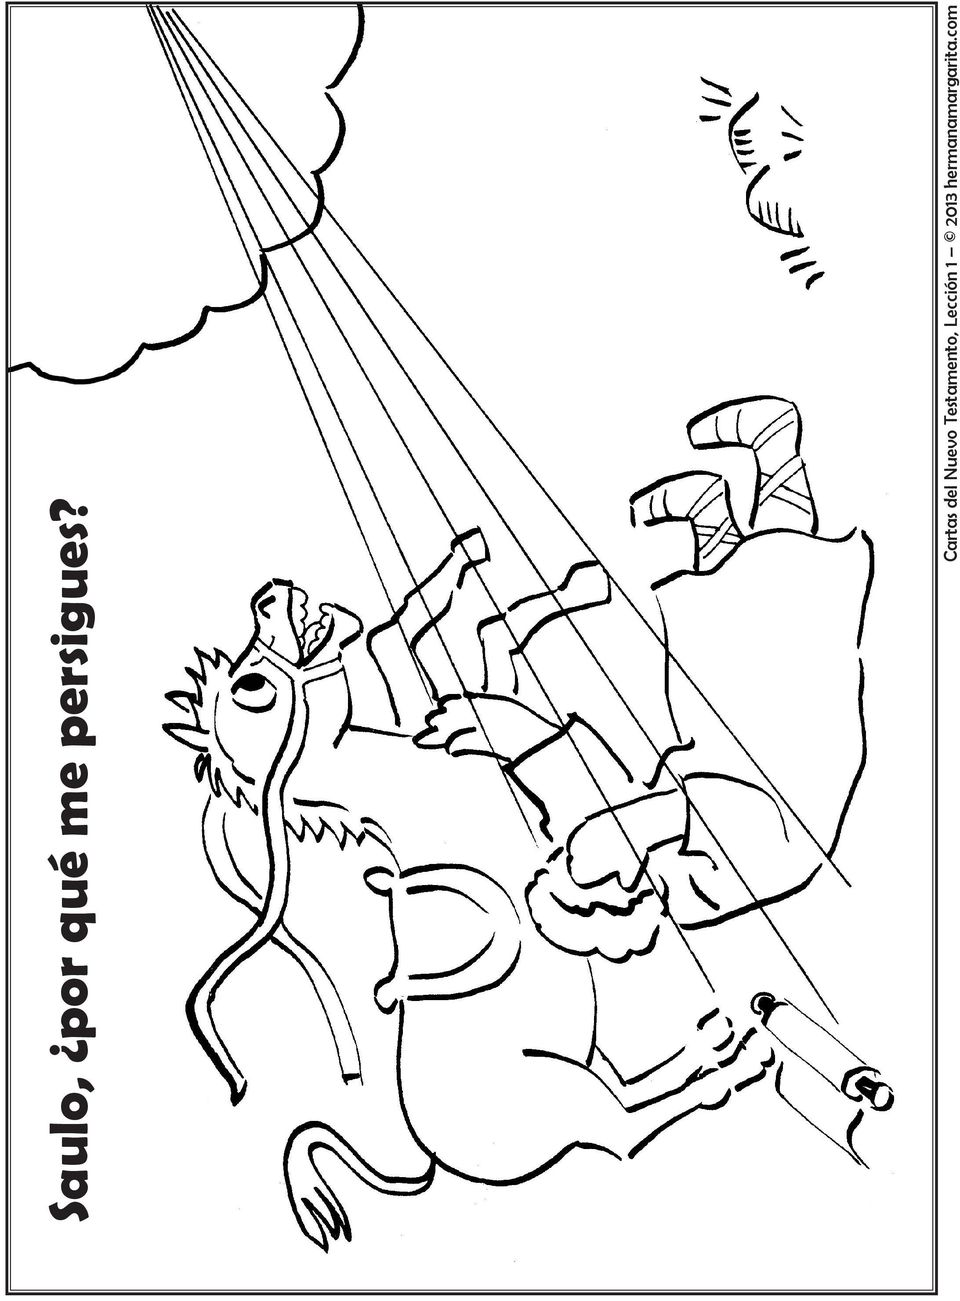 Saulo, ¿por qué me persigues?
Cartas del Nuevo Testamento, Lección 1 – © 2013 hermanamargarita.com